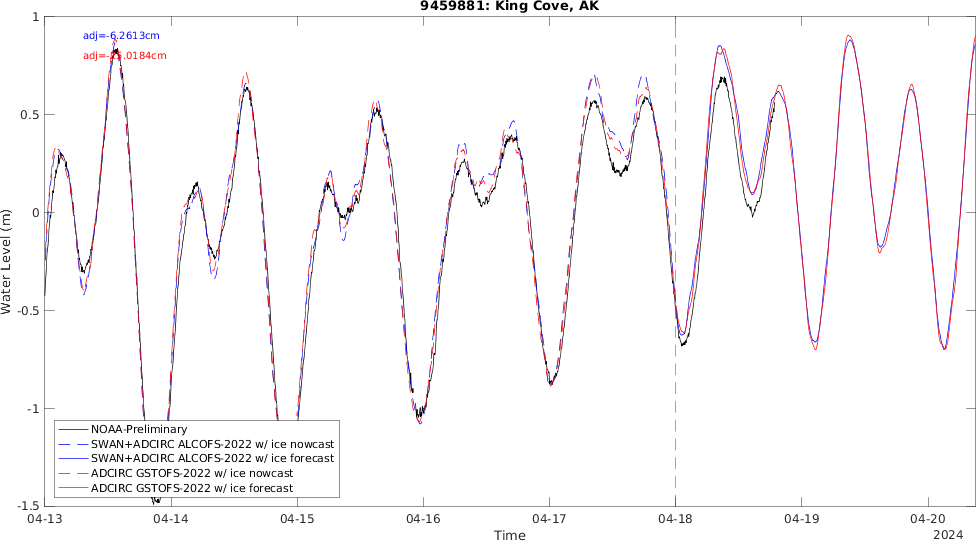 9459881: King Cove, AK
adj=-6.2613cm
Water Level (m)
1
0.5
0
-0.5
-1
-1.5
NOAA-Preliminary
SWAN+ADCIRC ALCOFS-2022 w/ ice nowcast
SWAN+ADCIRC ALCOFS-2022 w/ ice forecast
ADCIRC GSTOFS-2022 w/ ice nowcast
ADCIRC GSTOFS-2022 w/ ice forecast
04-13 04-14 04-15 04-16 04-17 04-18 04-19 04-20
Time
2024